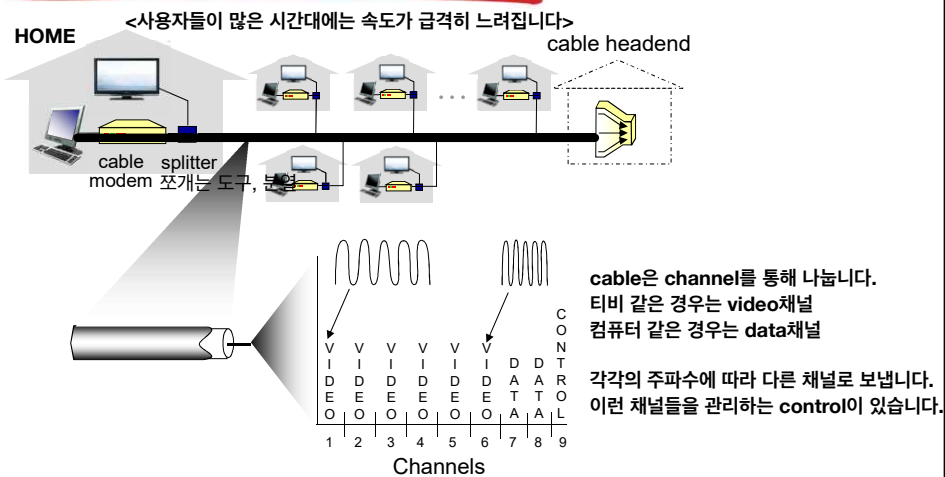 <사용자들이 많은 시간대에는 속도가 급격히 느려집니다>
HOME
cable headend
...
cable modem
splitter
쪼개는 도구, 분열
cable은 channel를 통해 나눕니다.
티비 같은 경우는 video채널
컴퓨터 같은 경우는 data채널
각각의 주파수에 따라 다른 채널로 보냅니다.
이런 채널들을 관리하는 control이 있습니다.
VIDEO
VIDEO
VIDEO
VIDEO
VIDEO
VIDEO
DATA
DATA
CONTROL
1 2 3 4 5 6 7 8 9
Channels